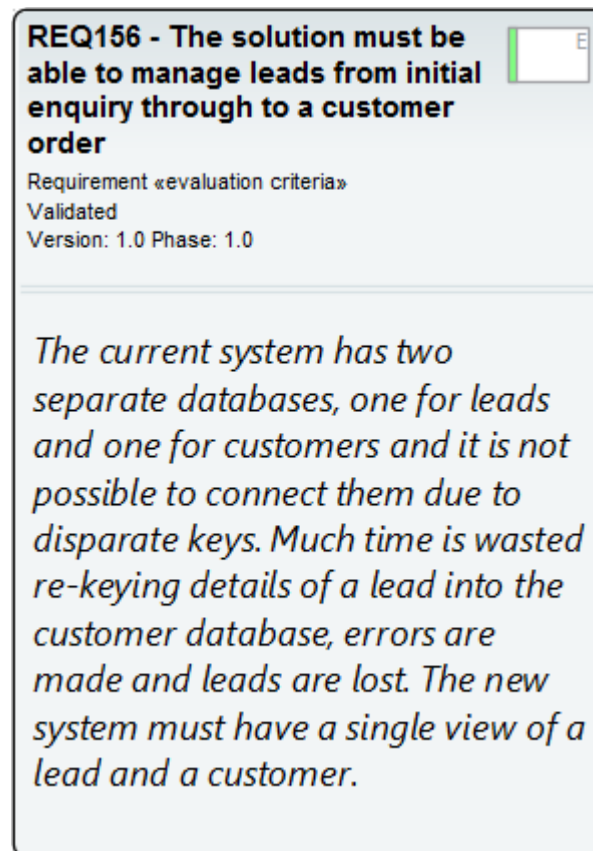 REQ156 - The solution must be
able to manage leads from initial
enquiry through to a customer
order
E
Requirement «evaluation criteria»
Validated
Version: 1.0 Phase: 1.0
The current system has two
separate databases, one for leads
and one for customers and it is not
possible to connect them due to
disparate keys. Much time is wasted
re-keying details of a lead into the
customer database, errors are
made and leads are lost. The new
system must have a single view of a
lead and a customer.